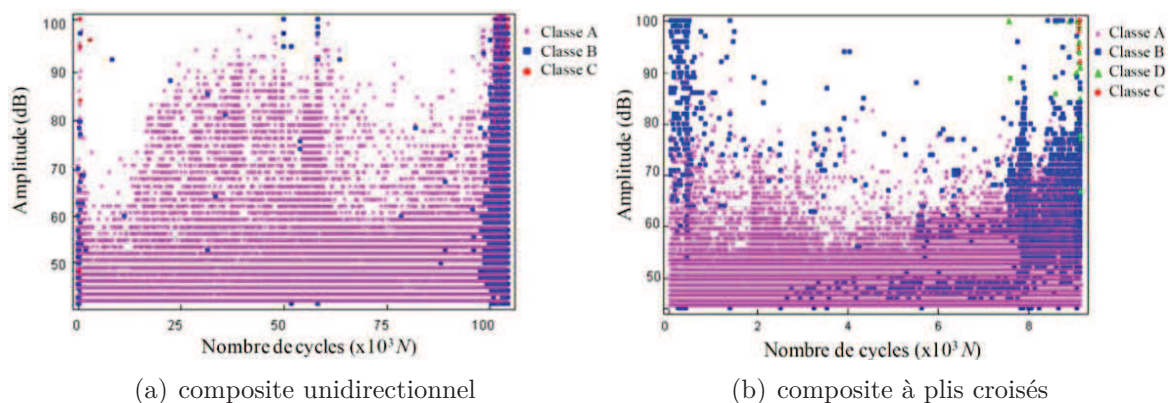 100
90
80
70
60
50
Amplitude (dB)
0 25 50 75 100
Nombre de cycles (x10³ N)
Classe A
Classe B
Classe C
(a) composite unidirectionnel
100
90
80
70
60
50
Amplitude (dB)
0 2 4 6 8
Nombre de cycles (x10³ N)
Classe A
Classe B
Classe D
Classe C
(b) composite à plis croisés